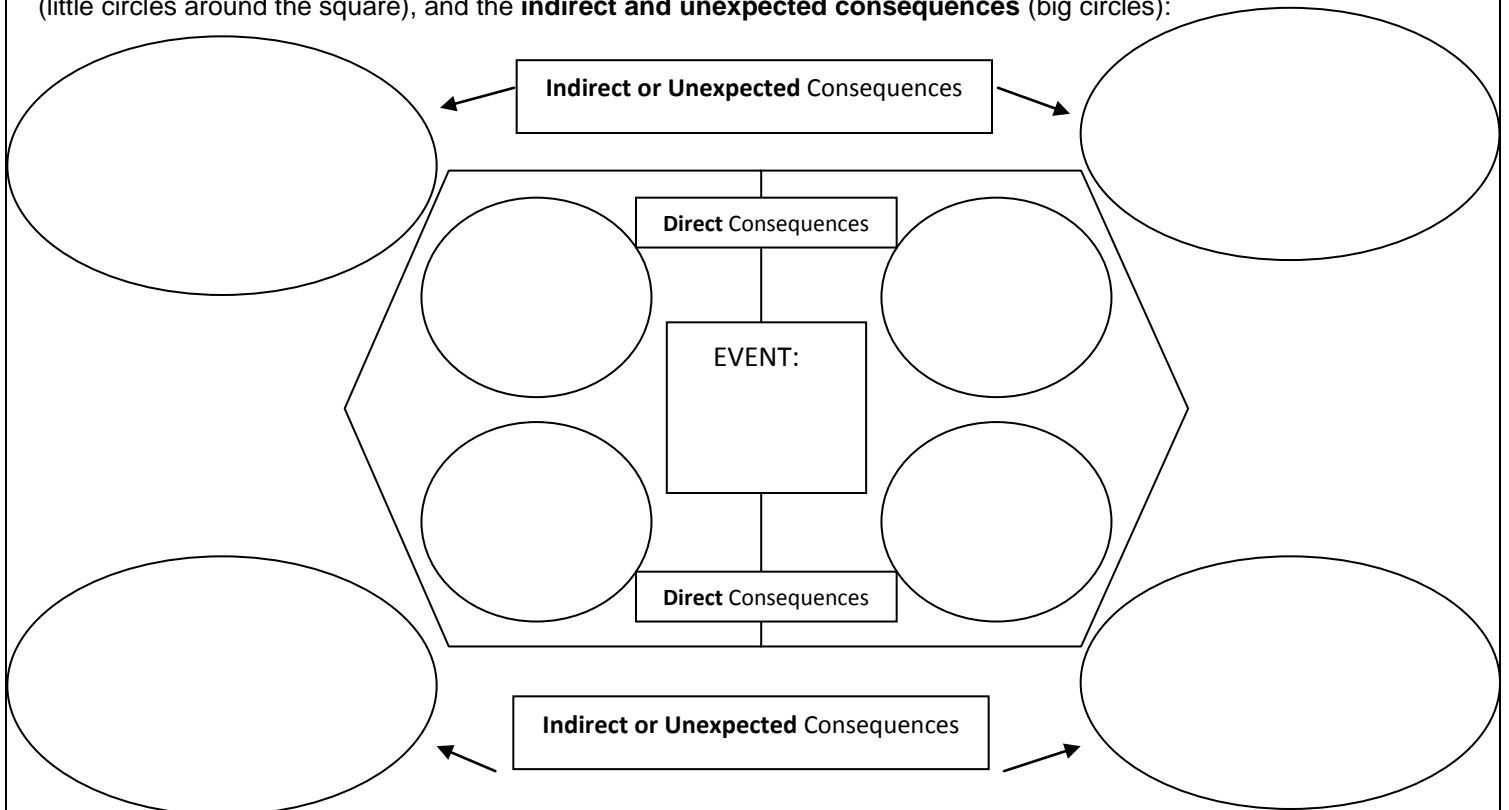 (little circles around the square), and the indirect and unexpected consequences (big circles):
Indirect or Unexpected Consequences
Direct Consequences
EVENT:
Direct Consequences
Indirect or Unexpected Consequences